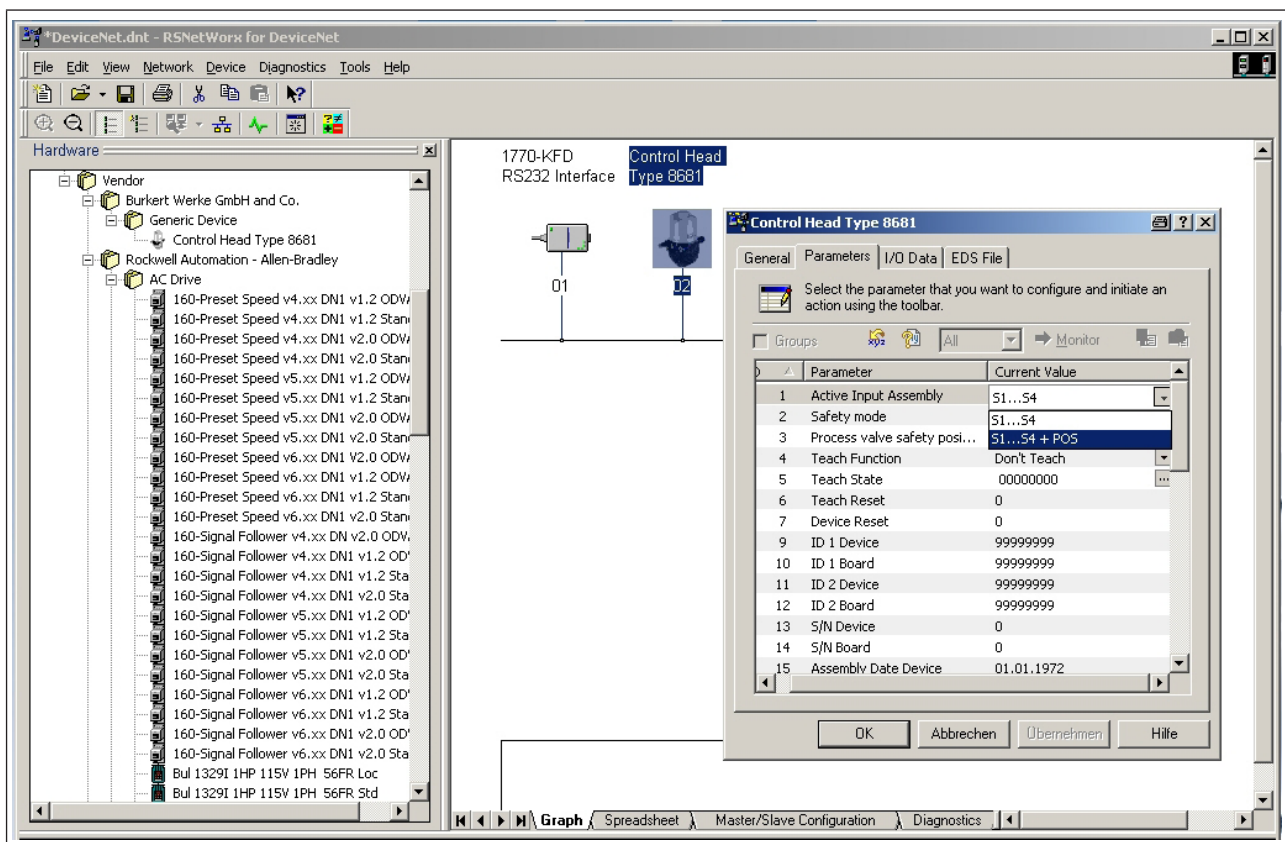 *DeviceNet.dnt - RSNetWorx for DeviceNet
File Edit View Network Device Diagnostics Tools Help
Hardware
Vendor
Burkert Werke GmbH and Co.
Generic Device
Control Head Type 8681
Rockwell Automation - Allen-Bradley
AC Drive
160-Preset Speed v4.xx DN1 v1.2 ODVA
160-Preset Speed v4.xx DN1 v1.2 Stan
160-Preset Speed v4.xx DN1 v2.0 ODVA
160-Preset Speed v4.xx DN1 v2.0 Stan
160-Preset Speed v5.xx DN1 v1.2 ODVA
160-Preset Speed v5.xx DN1 v1.2 Stan
160-Preset Speed v5.xx DN1 v2.0 ODVA
160-Preset Speed v5.xx DN1 v2.0 Stan
160-Preset Speed v6.xx DN1 V2.0 ODVA
160-Preset Speed v6.xx DN1 v1.2 ODVA
160-Preset Speed v6.xx DN1 v1.2 Stan
160-Preset Speed v6.xx DN1 v2.0 Stan
160-Signal Follower v4.xx DN v2.0 ODV
160-Signal Follower v4.xx DN1 v1.2 OD
160-Signal Follower v4.xx DN1 v1.2 Sta
160-Signal Follower v4.xx DN1 v2.0 Sta
160-Signal Follower v5.xx DN1 v1.2 OD
160-Signal Follower v5.xx DN1 v1.2 Sta
160-Signal Follower v5.xx DN1 v2.0 OD
160-Signal Follower v5.xx DN1 v2.0 Sta
160-Signal Follower v6.xx DN1 v1.2 OD
160-Signal Follower v6.xx DN1 v1.2 Sta
160-Signal Follower v6.xx DN1 v2.0 OD
160-Signal Follower v6.xx DN1 v2.0 Sta
Bul 1329I 1HP 115V 1PH 56FR Loc
Bul 1329I 1HP 115V 1PH 56FR Std
1770-KFD
RS232 Interface
Control Head
Type 8681
01
02
Control Head Type 8681
General Parameters I/O Data EDS File
Select the parameter that you want to configure and initiate an
action using the toolbar.
Groups All Monitor
Parameter Current Value
1 Active Input Assembly S1...S4
S1...S4
S1...S4 + POS
2 Safety mode
3 Process valve safety posi...
4 Teach Function Don't Teach
5 Teach State 00000000
6 Teach Reset 0
7 Device Reset 0
9 ID 1 Device 99999999
10 ID 1 Board 99999999
11 ID 2 Device 99999999
12 ID 2 Board 99999999
13 S/N Device 0
14 S/N Board 0
15 Assembly Date Device 01.01.1972
OK Abbrechen Übernehmen Hilfe
Graph Spreadsheet Master/Slave Configuration Diagnostics